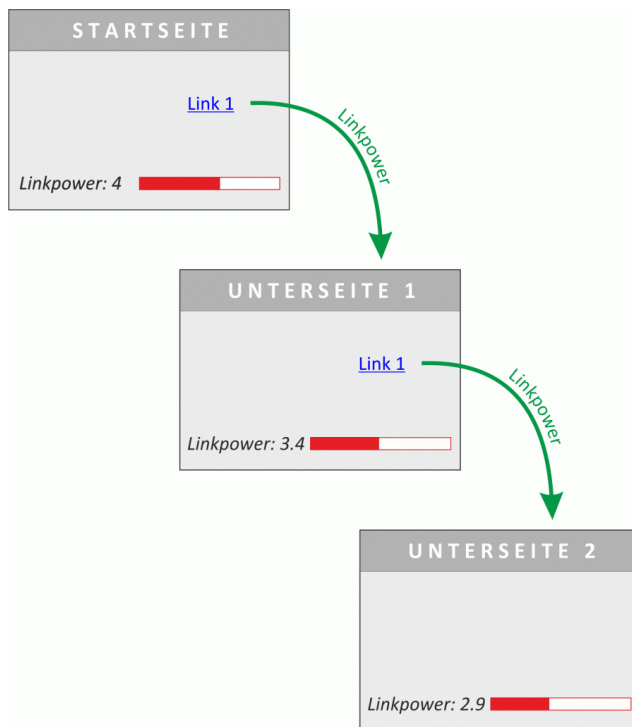 STARTSEITE
Link 1
Linkpower
Linkpower: 4
UNTERSEITE 1
Link 1
Linkpower
Linkpower: 3.4
UNTERSEITE 2
Linkpower: 2.9